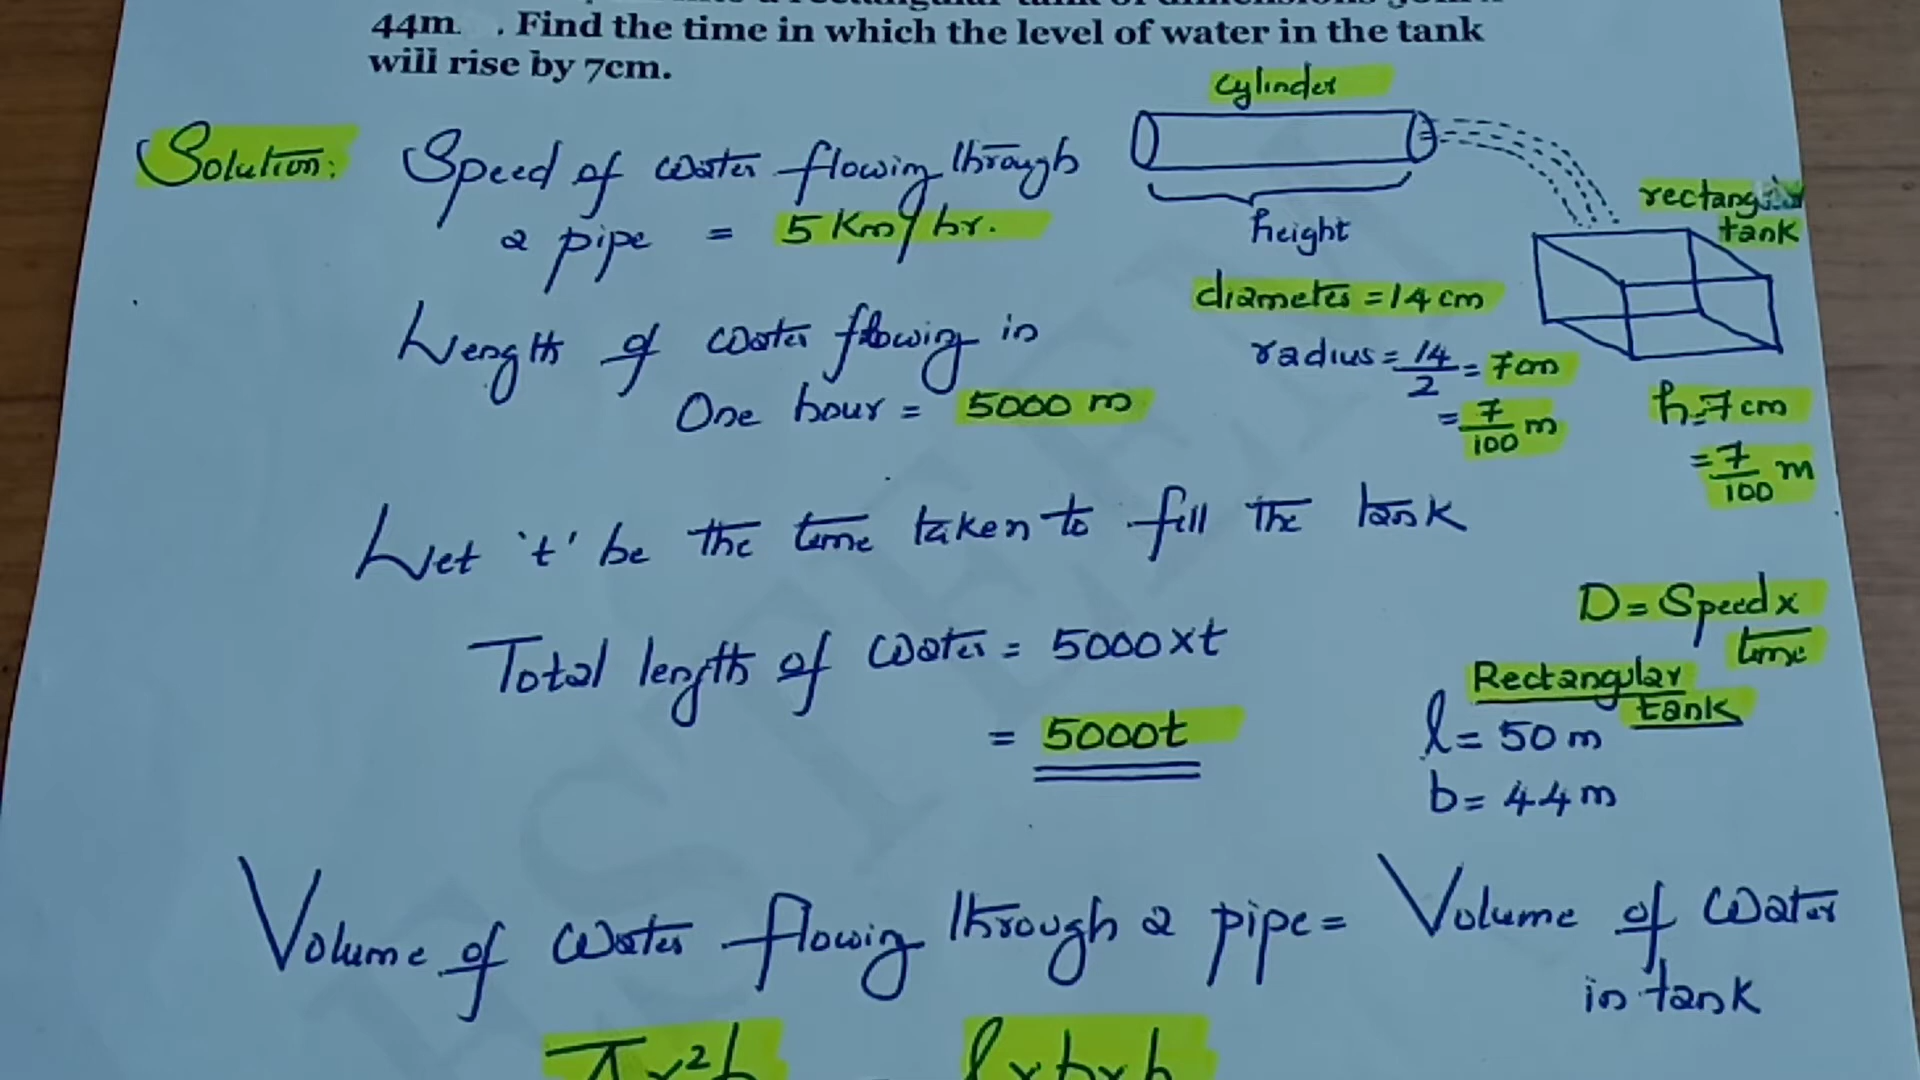 44m . Find the time in which the level of water in the tank
will rise by 7cm.
Solution: Speed of water flowing through
a pipe = 5 Km/hr.
cylinder
height
rectangular
tank
diameter = 14 cm
radius = 14/2 = 7cm
= 7/100 m
h=7cm
= 7/100 m
Length of water flowing in
One hour = 5000 m
Let 't' be the time taken to fill the tank
D = Speed x
time
Total length of water = 5000xt
= 5000t
Rectangular
tank
l = 50 m
b = 44 m
Volume of water flowing through a pipe = Volume of water
in tank
πr²h = l x b x h